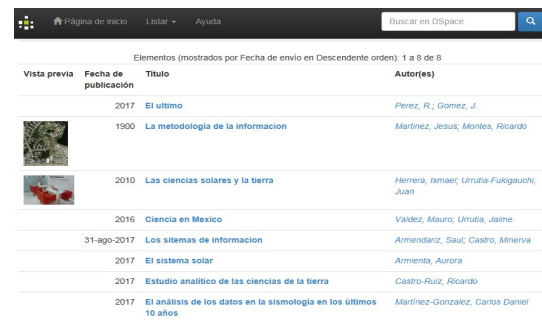 Página de inicio Listar Ayuda Buscar en DSpace
Elementos (mostrados por Fecha de envío en Descendente orden): 1 a 8 de 8
Vista previa Fecha de publicación Título Autor(es)
2017 El ultimo Perez, R.; Gomez, J.
1900 La metodología de la informacion Martinez, Jesus; Montes, Ricardo
2010 Las ciencias solares y la tierra Herrera, Ismael; Urrutia-Fukigauchi,
Juan
2016 Ciencia en Mexico Valdez, Mauro; Urrutia, Jaime
31-ago-2017 Los sitemas de informacion Armendariz, Saul; Castro, Minerva
2017 El sistema solar Armienta, Aurora
2017 Estudio analítico de las ciencias de la tierra Castro-Ruiz, Ricardo
2017 El análisis de los datos en la sismología en los últimos Martínez-Gonzalez, Carlos Daniel
10 años